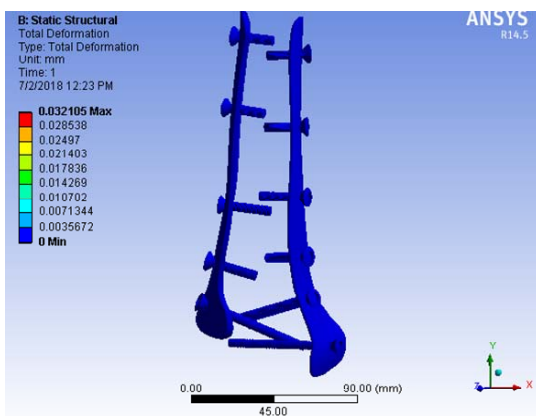 B: Static Structural
Total Deformation
Type: Total Deformation
Unit: mm
Time: 1
7/2/2018 12:23 PM
0.032105 Max
0.028538
0.02497
0.021403
0.017836
0.014269
0.010702
0.0071344
0.0035672
0 Min
ANSYS
R14.5
0.00
90.00 (mm)
45.00
Y
Z
X